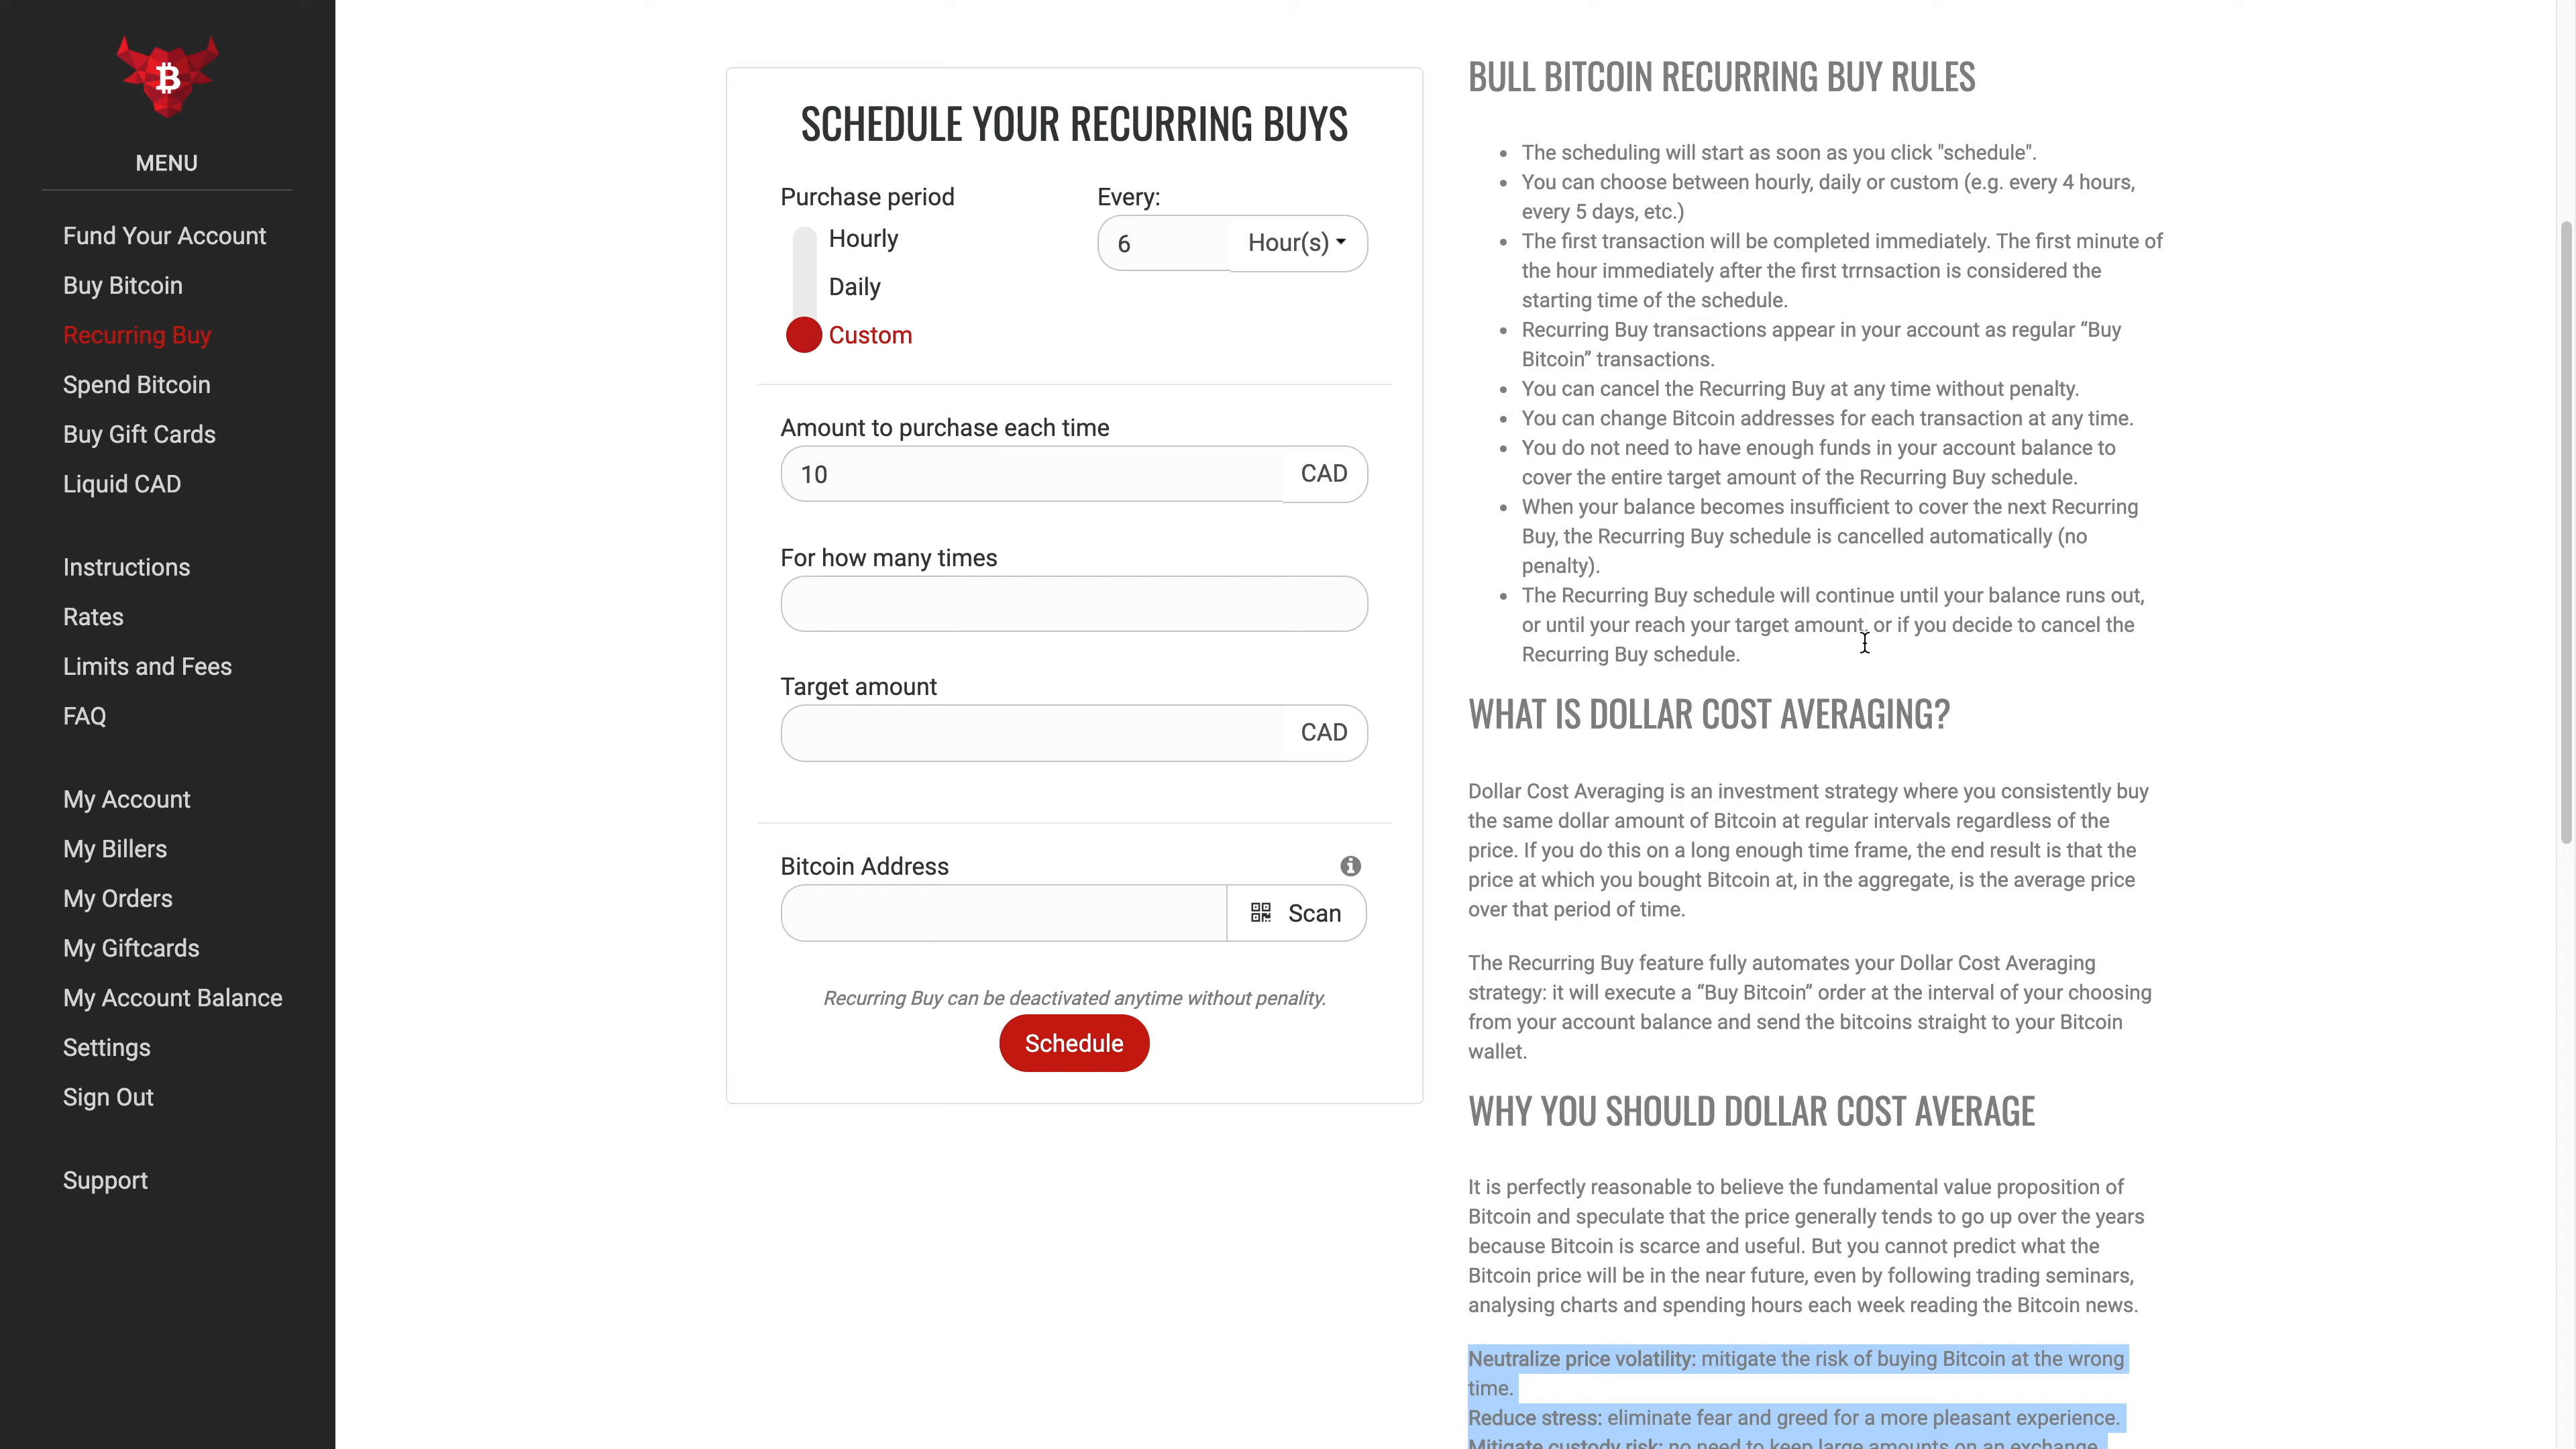 B
MENU
Fund Your Account
Buy Bitcoin
Recurring Buy
Spend Bitcoin
Buy Gift Cards
Liquid CAD
Instructions
Rates
Limits and Fees
FAQ
My Account
My Billers
My Orders
My Giftcards
My Account Balance
Settings
Sign Out
Support
SCHEDULE YOUR RECURRING BUYS
Purchase period
Every:
Hourly
6 Hour(s)
Daily
Custom
Amount to purchase each time
10 CAD
For how many times
Target amount
CAD
Bitcoin Address
Scan
Recurring Buy can be deactivated anytime without penality.
Schedule
BULL BITCOIN RECURRING BUY RULES
• The scheduling will start as soon as you click "schedule".
• You can choose between hourly, daily or custom (e.g. every 4 hours,
every 5 days, etc.)
• The first transaction will be completed immediately. The first minute of
the hour immediately after the first trrnsaction is considered the
starting time of the schedule.
• Recurring Buy transactions appear in your account as regular “Buy
Bitcoin” transactions.
• You can cancel the Recurring Buy at any time without penalty.
• You can change Bitcoin addresses for each transaction at any time.
• You do not need to have enough funds in your account balance to
cover the entire target amount of the Recurring Buy schedule.
• When your balance becomes insufficient to cover the next Recurring
Buy, the Recurring Buy schedule is cancelled automatically (no
penalty).
• The Recurring Buy schedule will continue until your balance runs out,
or until your reach your target amount, or if you decide to cancel the
Recurring Buy schedule.
WHAT IS DOLLAR COST AVERAGING?
Dollar Cost Averaging is an investment strategy where you consistently buy
the same dollar amount of Bitcoin at regular intervals regardless of the
price. If you do this on a long enough time frame, the end result is that the
price at which you bought Bitcoin at, in the aggregate, is the average price
over that period of time.
The Recurring Buy feature fully automates your Dollar Cost Averaging
strategy: it will execute a “Buy Bitcoin” order at the interval of your choosing
from your account balance and send the bitcoins straight to your Bitcoin
wallet.
WHY YOU SHOULD DOLLAR COST AVERAGE
It is perfectly reasonable to believe the fundamental value proposition of
Bitcoin and speculate that the price generally tends to go up over the years
because Bitcoin is scarce and useful. But you cannot predict what the
Bitcoin price will be in the near future, even by following trading seminars,
analysing charts and spending hours each week reading the Bitcoin news.
Neutralize price volatility: mitigate the risk of buying Bitcoin at the wrong
time.
Reduce stress: eliminate fear and greed for a more pleasant experience.
Mitigate custody risk: no need to keep large amounts on an exchange